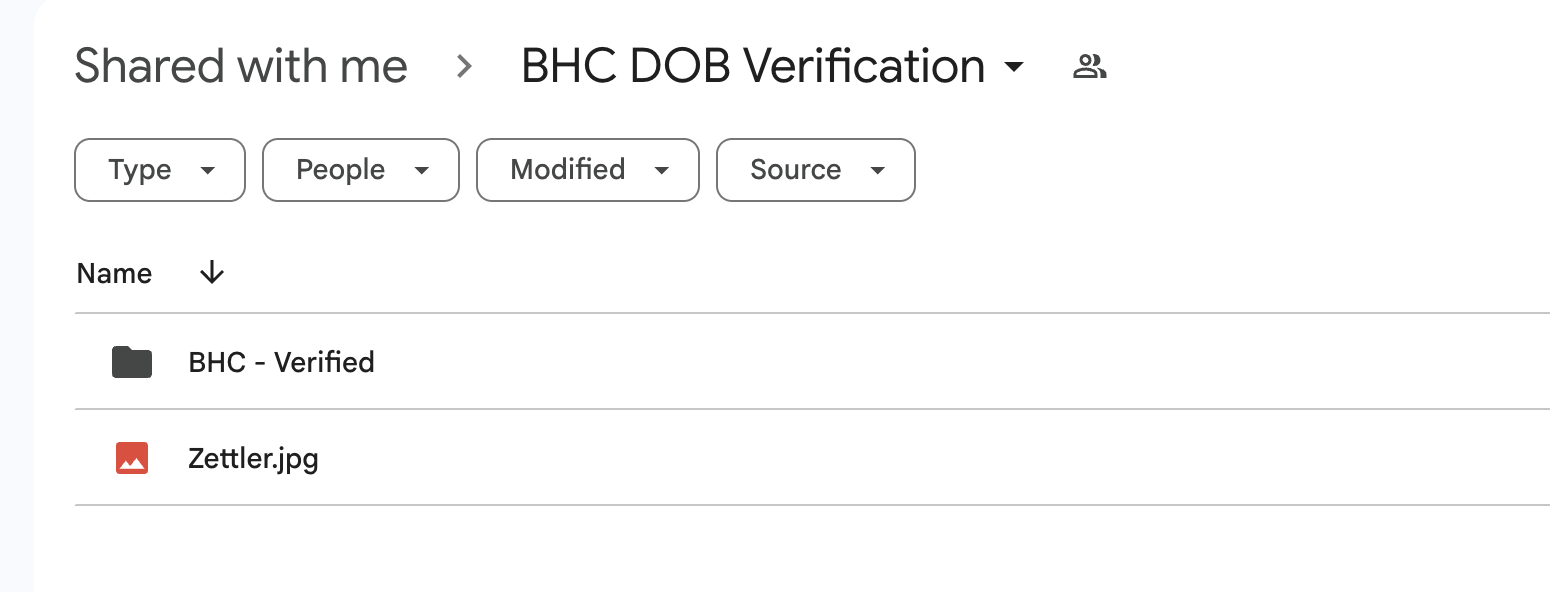 Shared with me > BHC DOB Verification
Type People Modified Source
Name
BHC - Verified
Zettler.jpg